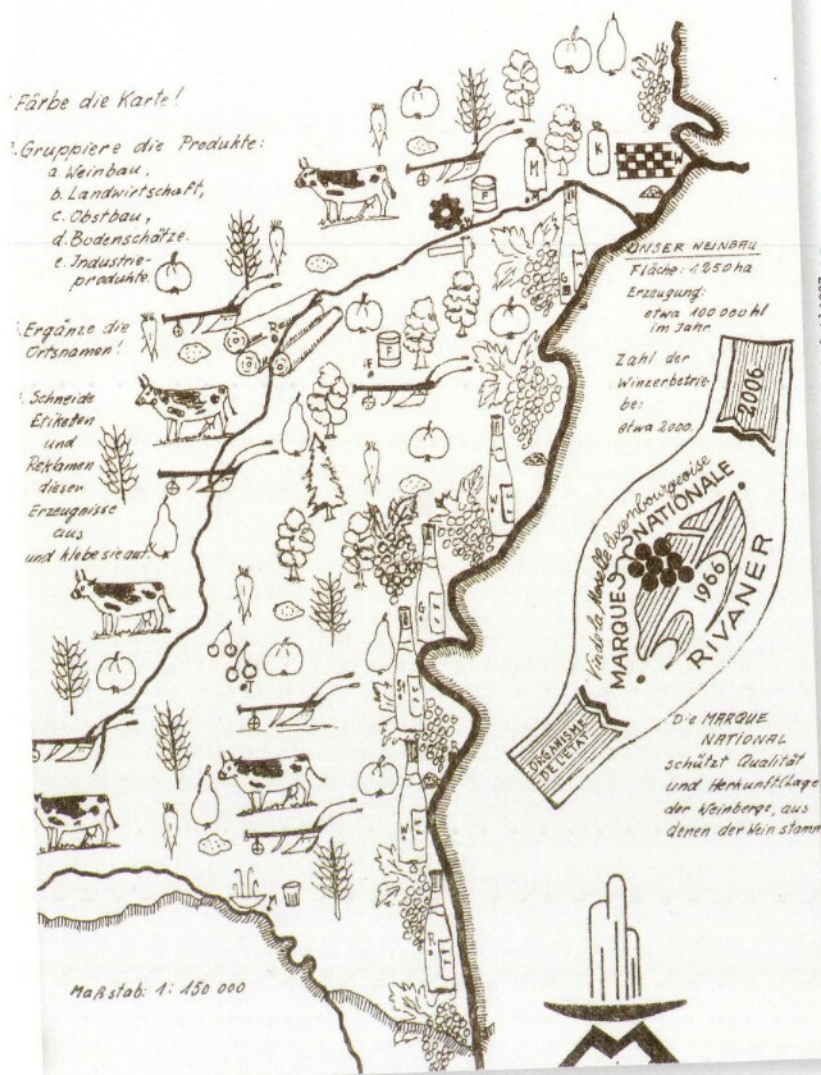 Färbe die Karte!
Gruppiere die Produkte:
a. Weinbau,
b. Landwirtschaft,
c. Obstbau,
d. Bodenschätze.
e. Industrie-
produkte.
Ergänze die
Ortsnamen!
Schneide
Etiketten
und
Reklamen
dieser
Erzeugnisse
aus
und klebe sie auf.
M
K
W
F
F
UNSER WEINBAU
Fläche: 1250 ha
Erzeugung:
etwa 100 000 hl
im Jahr.
Zahl der
Winzerbetrie-
be:
etwa 2000.
2006
Vin de la Moselle Luxembourgeoise
MARQUE NATIONALE
1966
RIVANER
ORGANISME
DE L'ETAT
Die MARQUE
NATIONAL
schützt Qualität
und Herkunft(Lage
der Weinberge, aus
denen der Wein stamm
M
Maßstab: 1:150 000